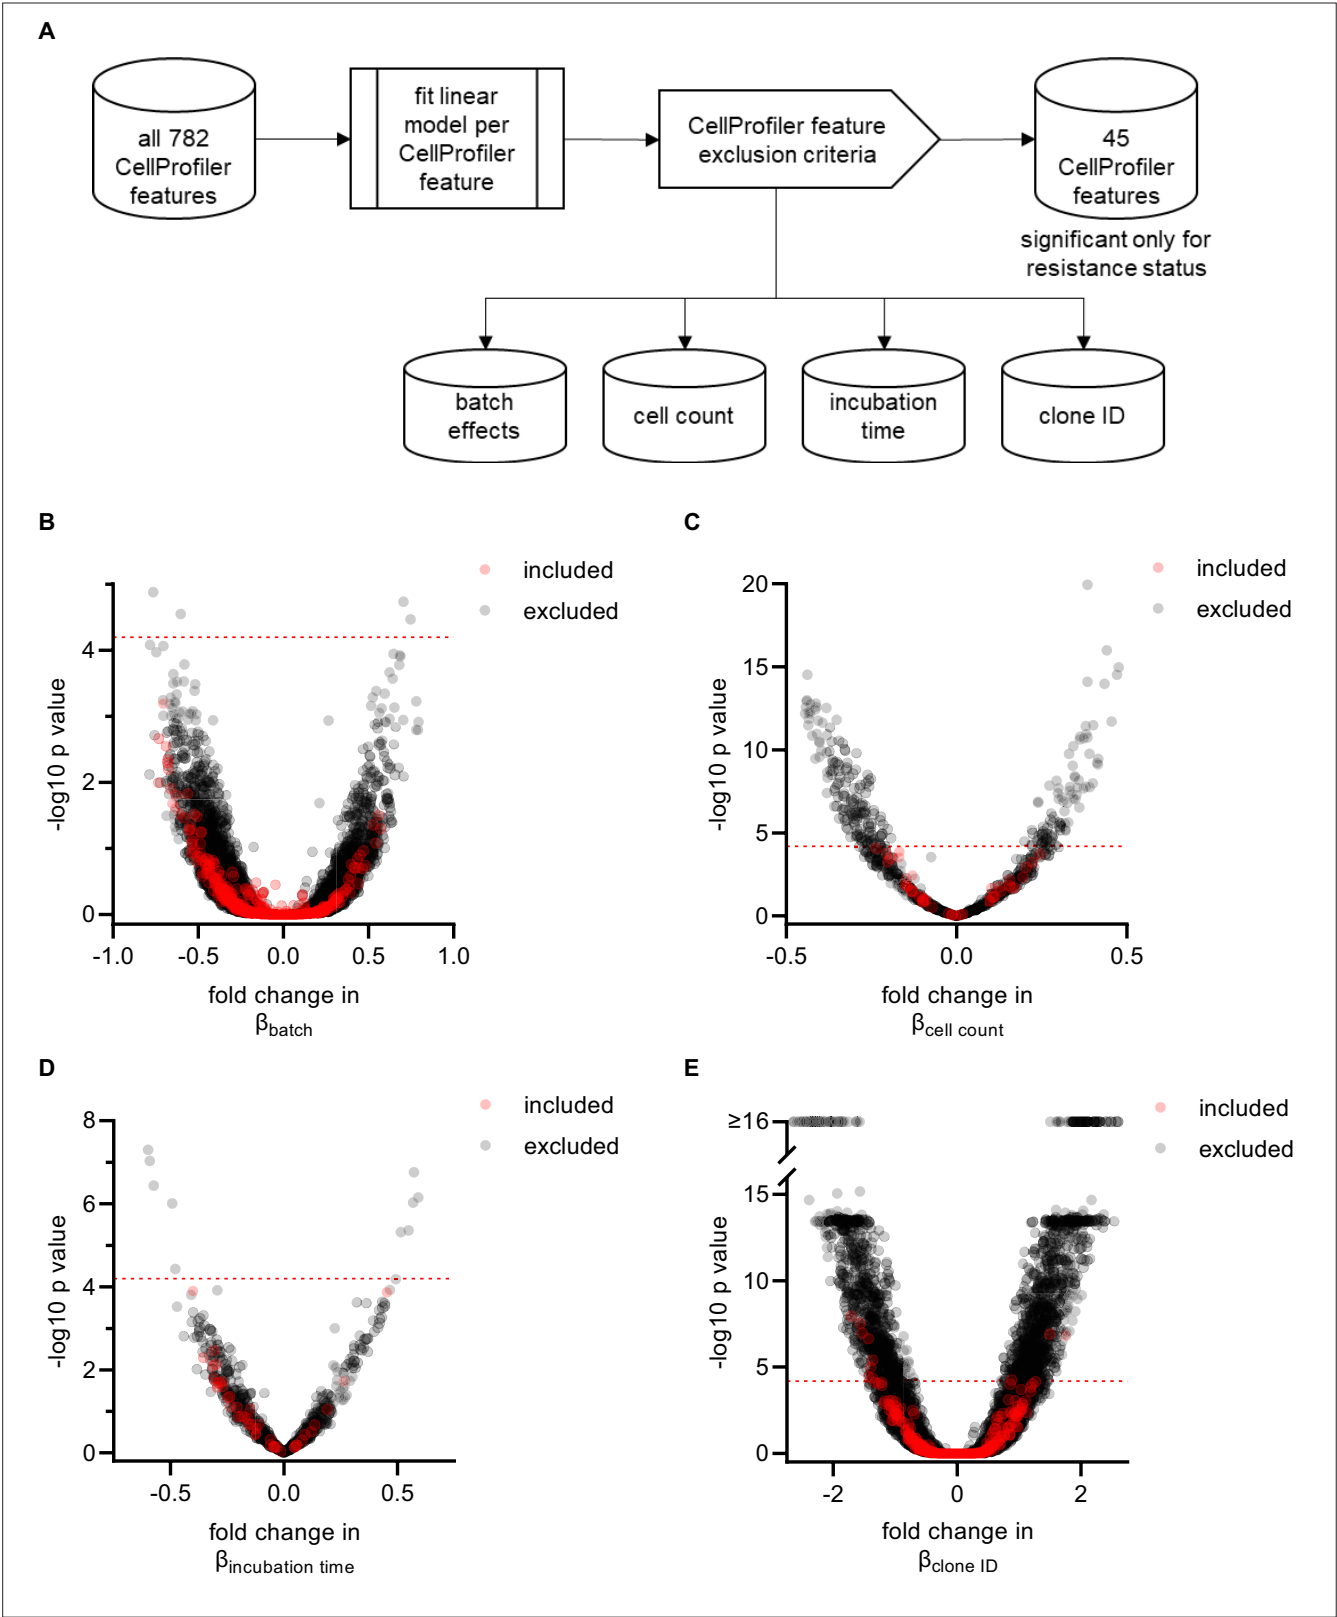 A
all 782
CellProfiler
features
fit linear
model per
CellProfiler
feature
CellProfiler feature
exclusion criteria
45
CellProfiler
features
significant only for
resistance status
batch
effects
cell count
incubation
time
clone ID
B
included
excluded
4
2
0
-log10 p value
-1.0 -0.5 0.0 0.5 1.0
fold change in
βbatch
C
included
excluded
20
15
10
5
0
-log10 p value
-0.5 0.0 0.5
fold change in
βcell count
D
included
excluded
8
6
4
2
0
-log10 p value
-0.5 0.0 0.5
fold change in
βincubation time
E
included
excluded
≥16
15
10
5
0
-log10 p value
-2 0 2
fold change in
βclone ID